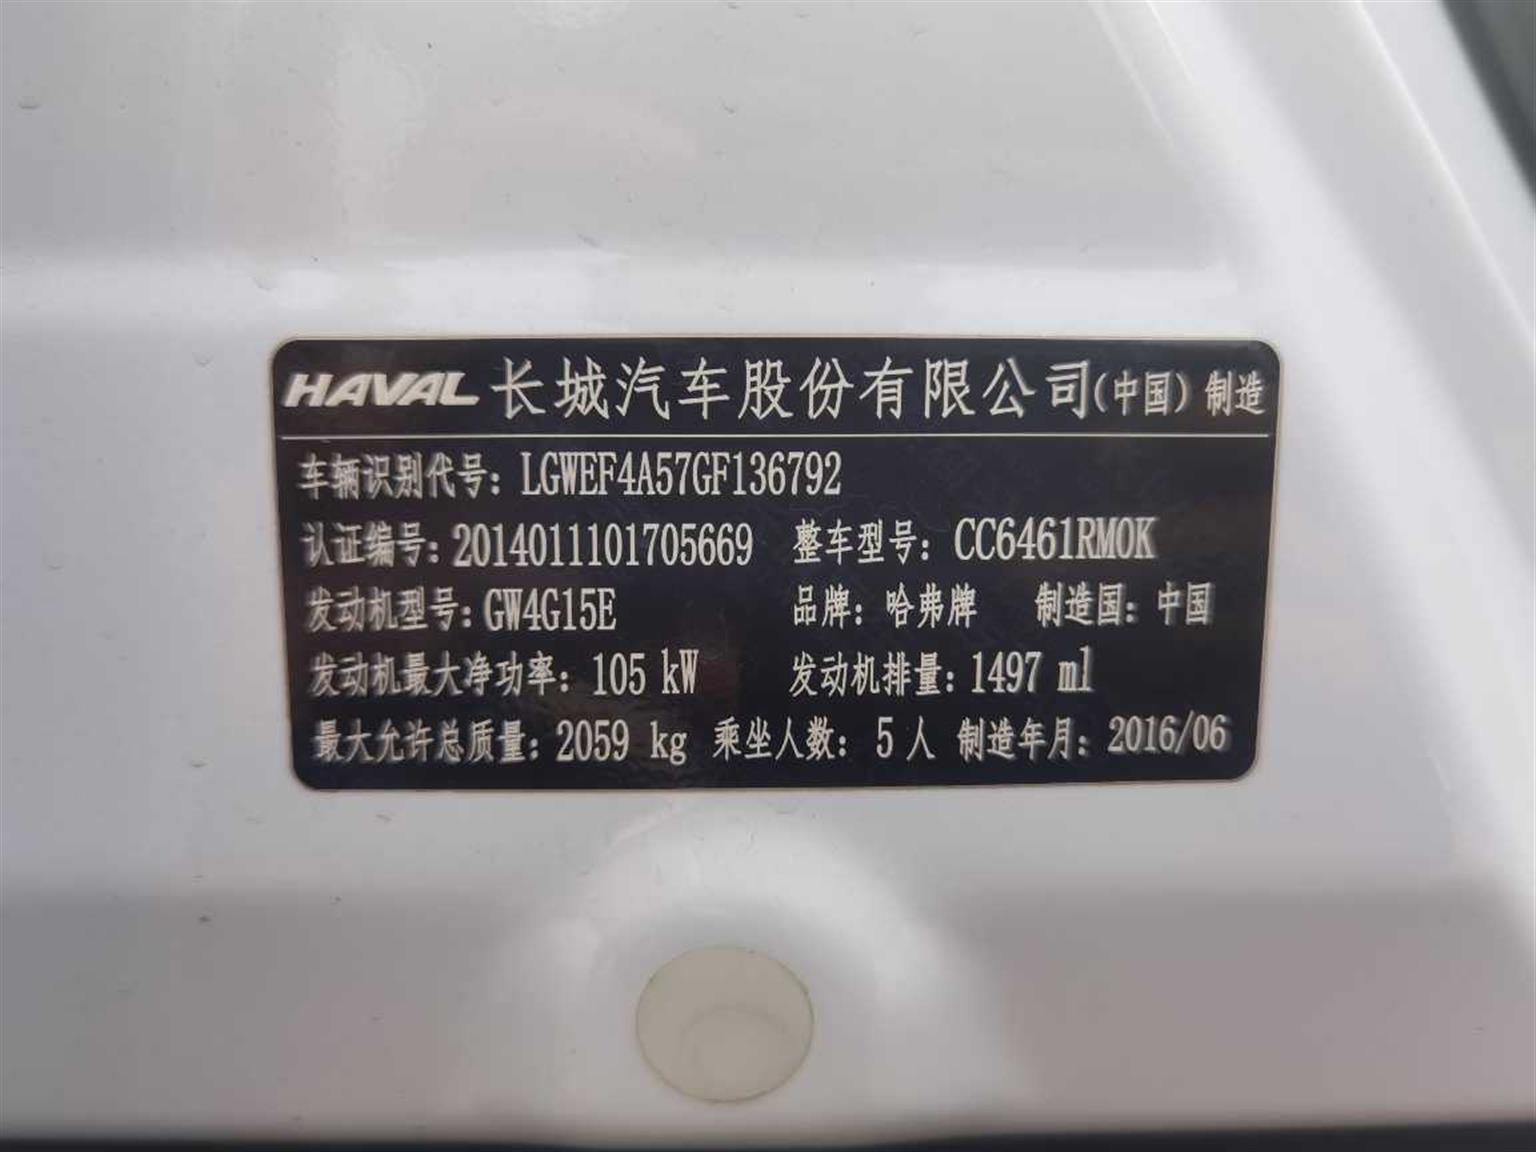 HAVAL 长城汽车股份有限公司(中国)制造
车辆识别代号：LGWEF4A57GF136792
认证编号：2014011101705669 整车型号：CC6461RM0K
发动机型号：GW4G15E 品牌：哈弗牌 制造国：中国
发动机最大净功率：105 kW 发动机排量：1497 ml
最大允许总质量：2059 kg 乘坐人数：5人 制造年月：2016/06